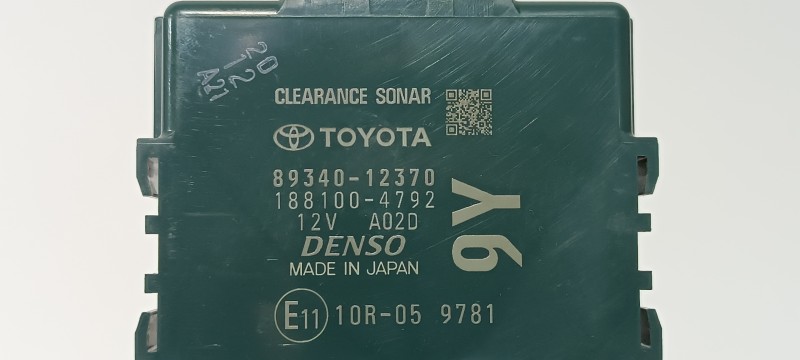 20
12
A21
CLEARANCE SONAR
TOYOTA
89340-12370
188100-4792
12V A02D
DENSO
MADE IN JAPAN
9Y
E11 10R-05 9781